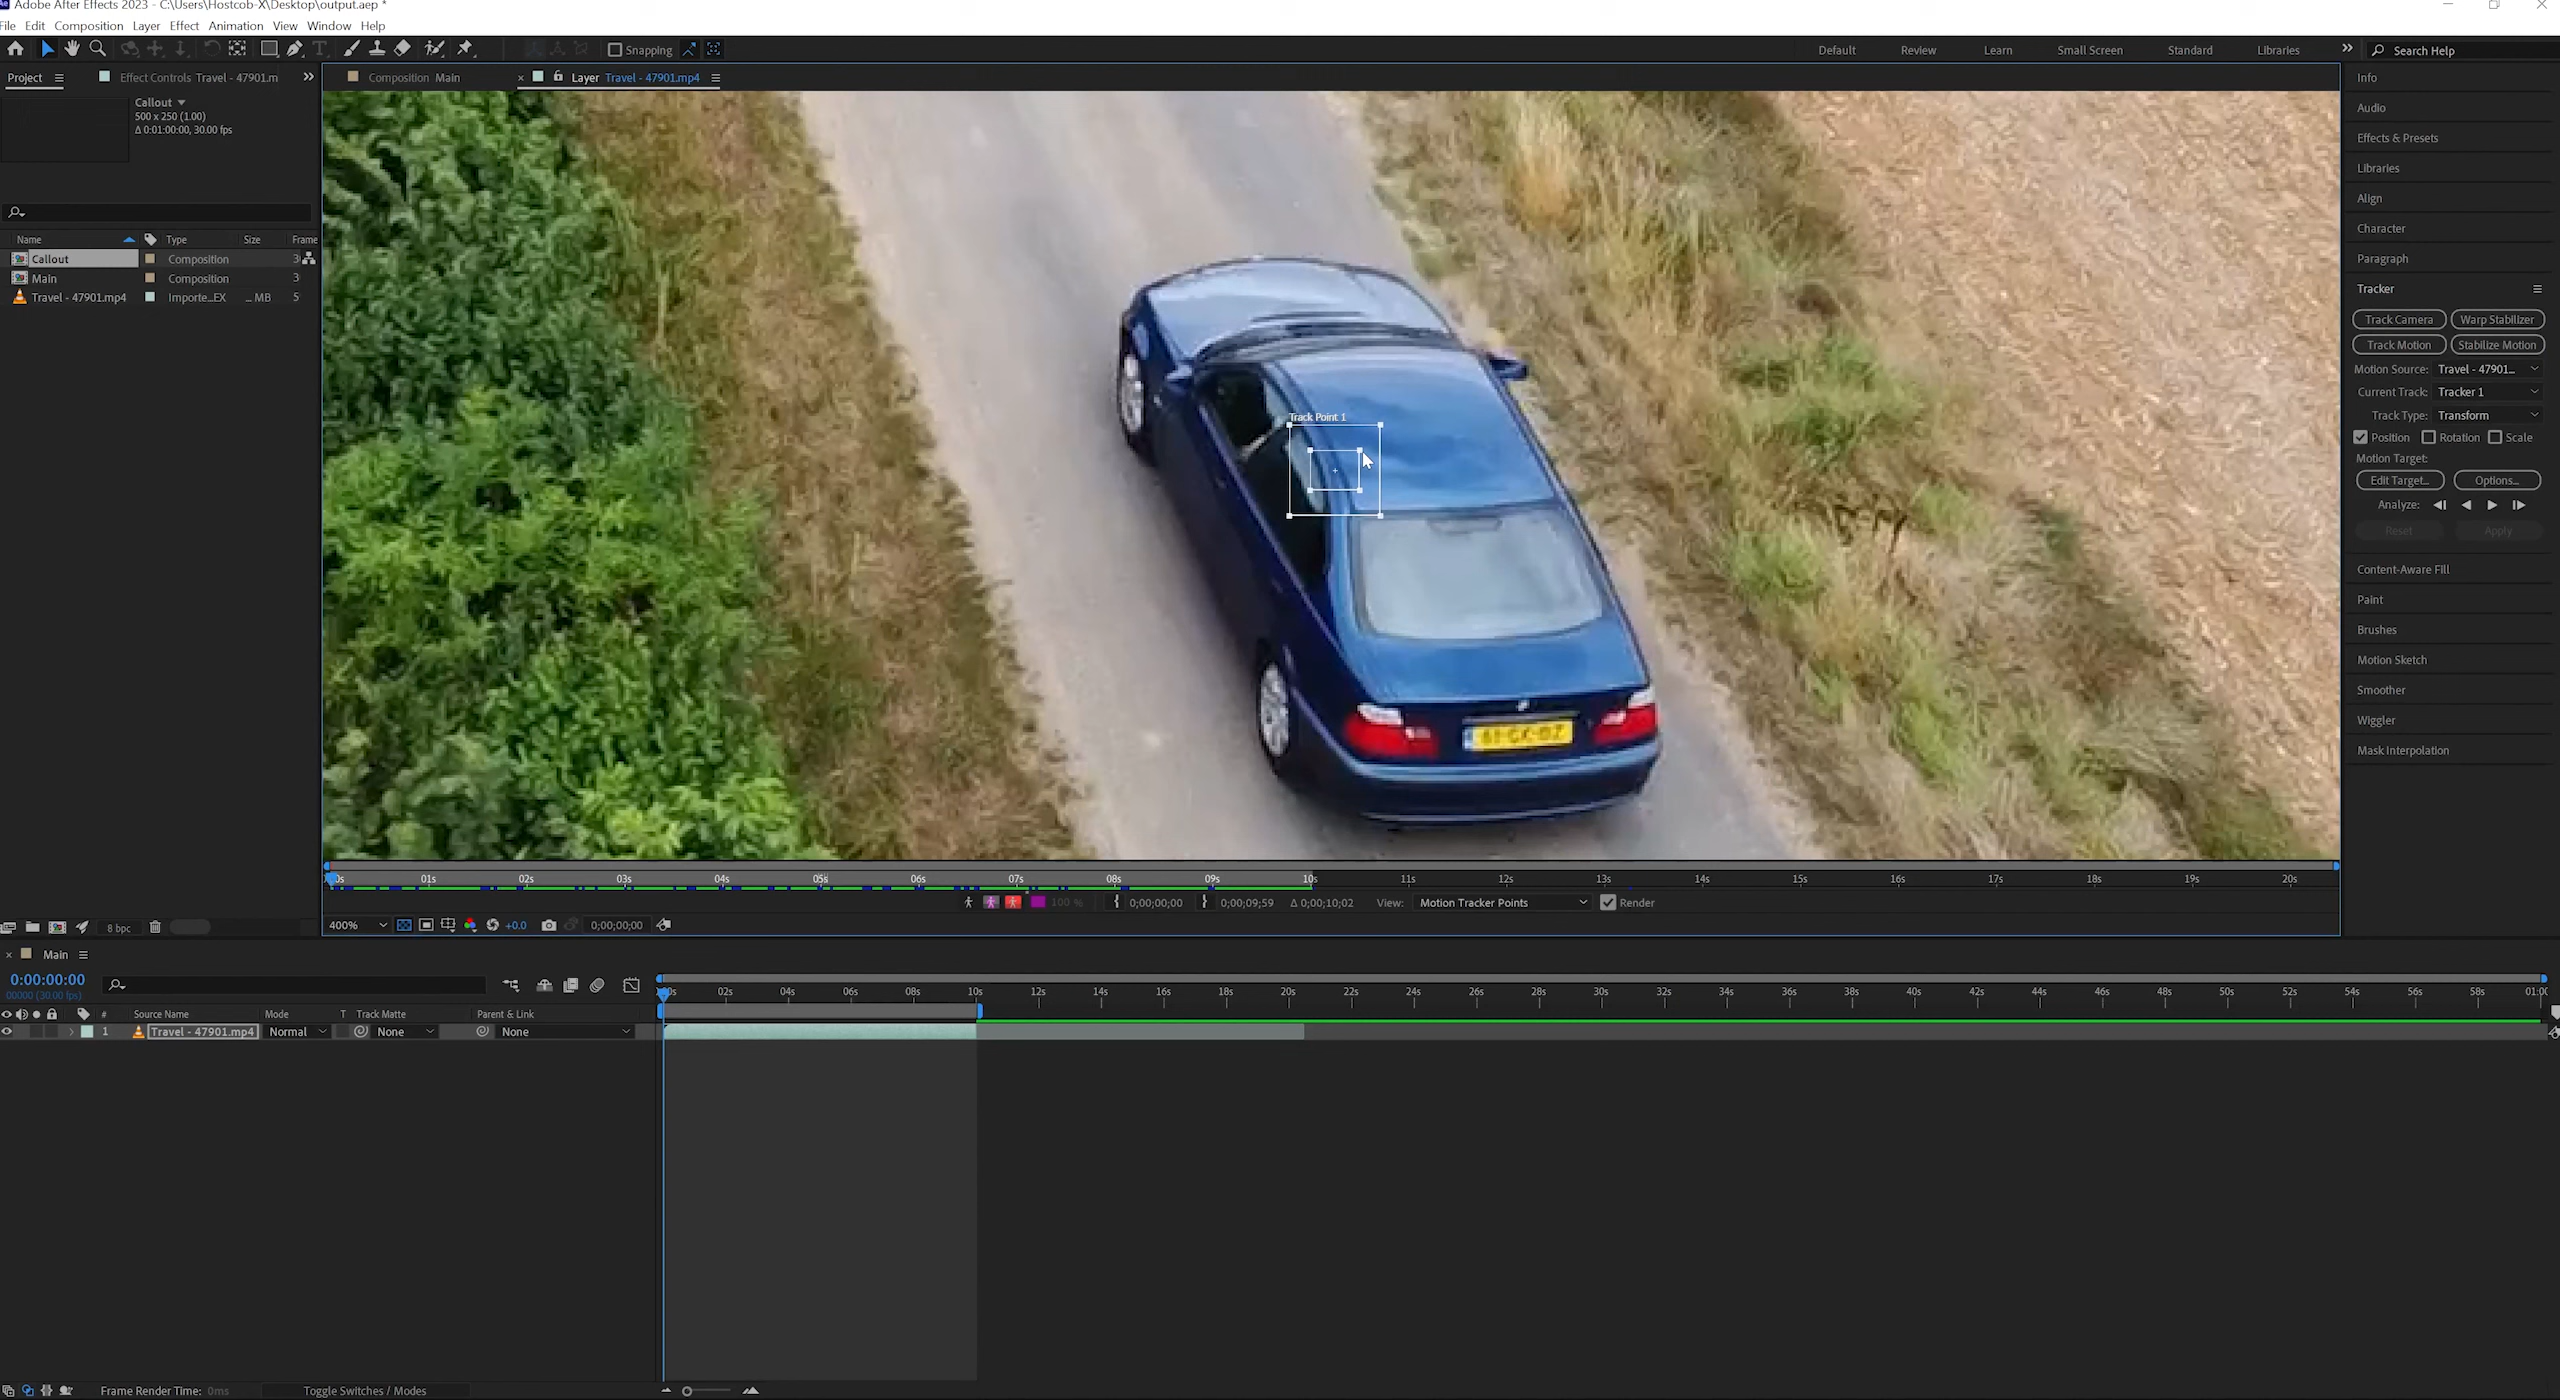 Adobe After Effects 2023 - C:\Users\Hostcob-X\Desktop\output.aep *
File Edit Composition Layer Effect Animation View Window Help
Snapping
Default Review Learn Small Screen Standard Libraries Search Help
Project Effect Controls Travel - 47901.m
Callout
500 x 250 (1.00)
Δ 0:01:00:00, 30.00 fps
Name Type Size Frame
Callout Composition 3
Main Composition 3
Travel - 47901.mp4 Importe...EX ... MB 5
8 bpc
Composition Main
Layer Travel - 47901.mp4
Track Point 1
01s 02s 03s 04s 05s 06s 07s 08s 09s 10s 11s 12s 13s 14s 15s 16s 17s 18s 19s 20s
100 % 0;00;00;00 0;00;09;59 Δ 0;00;10;02 View: Motion Tracker Points Render
400% +0.0 0;00;00;00
Info
Audio
Effects & Presets
Libraries
Align
Character
Paragraph
Tracker
Track Camera Warp Stabilizer
Track Motion Stabilize Motion
Motion Source: Travel - 47901...
Current Track: Tracker 1
Track Type: Transform
Position Rotation Scale
Motion Target:
Edit Target... Options...
Analyze:
Reset Apply
Content-Aware Fill
Paint
Brushes
Motion Sketch
Smoother
Wiggler
Mask Interpolation
Main
0:00:00:00
00000 (30.00 fps)
02s 04s 06s 08s 10s 12s 14s 16s 18s 20s 22s 24s 26s 28s 30s 32s 34s 36s 38s 40s 42s 44s 46s 48s 50s 52s 54s 56s 58s 01:00
# Source Name Mode T Track Matte Parent & Link
1 Travel - 47901.mp4 Normal None None
Frame Render Time: 0ms Toggle Switches / Modes